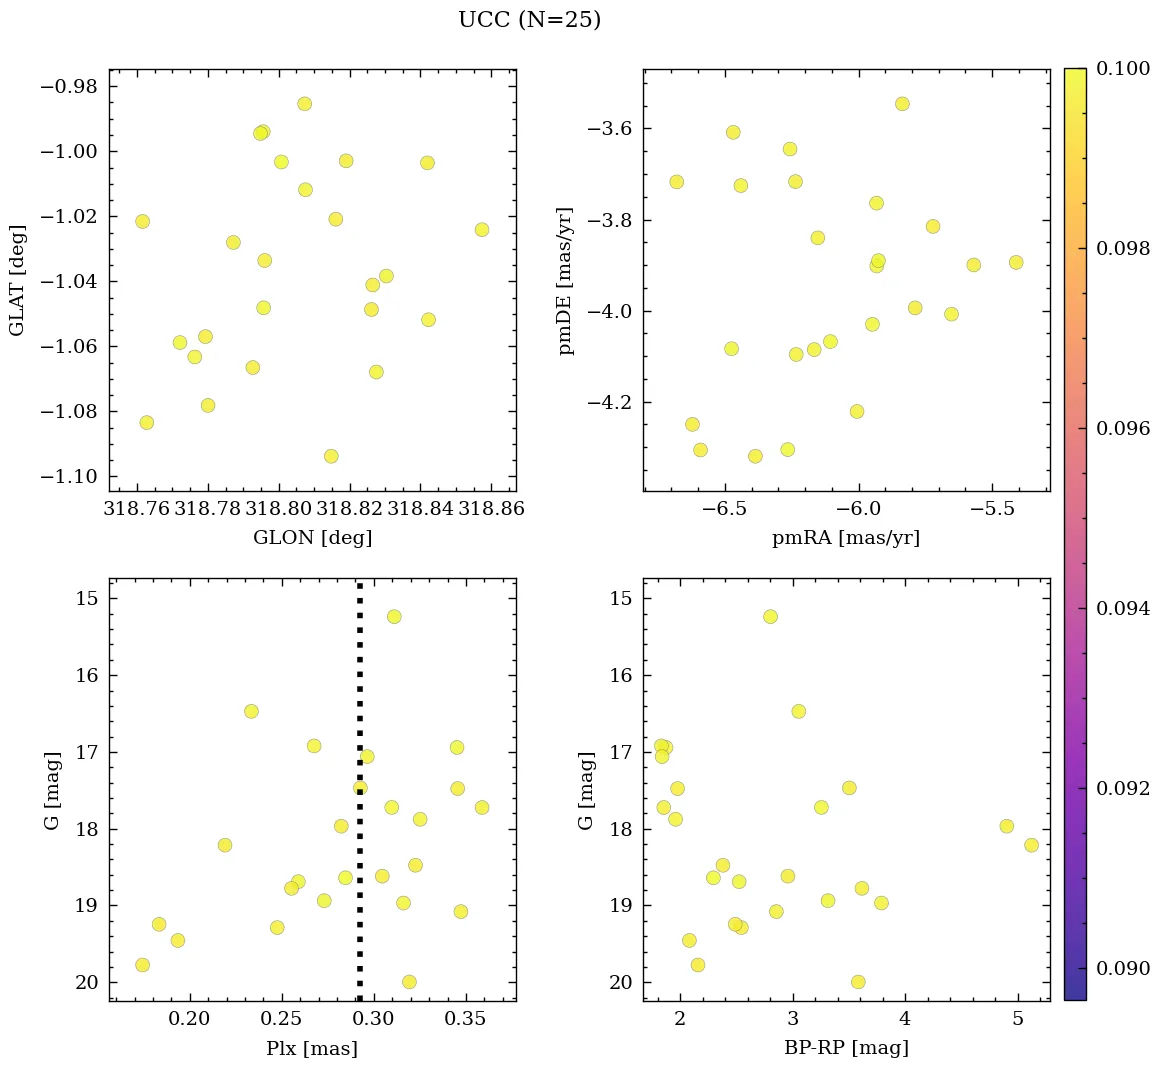 UCC (N=25)
−0.98
−1.00
−1.02
−1.04
−1.06
−1.08
−1.10
GLAT [deg]
318.76 318.78 318.80 318.82 318.84 318.86
GLON [deg]
−3.6
−3.8
−4.0
−4.2
pmDE [mas/yr]
−6.5 −6.0 −5.5
pmRA [mas/yr]
0.100
0.098
0.096
0.094
0.092
0.090
15
16
17
18
19
20
G [mag]
0.20 0.25 0.30 0.35
Plx [mas]
15
16
17
18
19
20
G [mag]
2 3 4 5
BP-RP [mag]